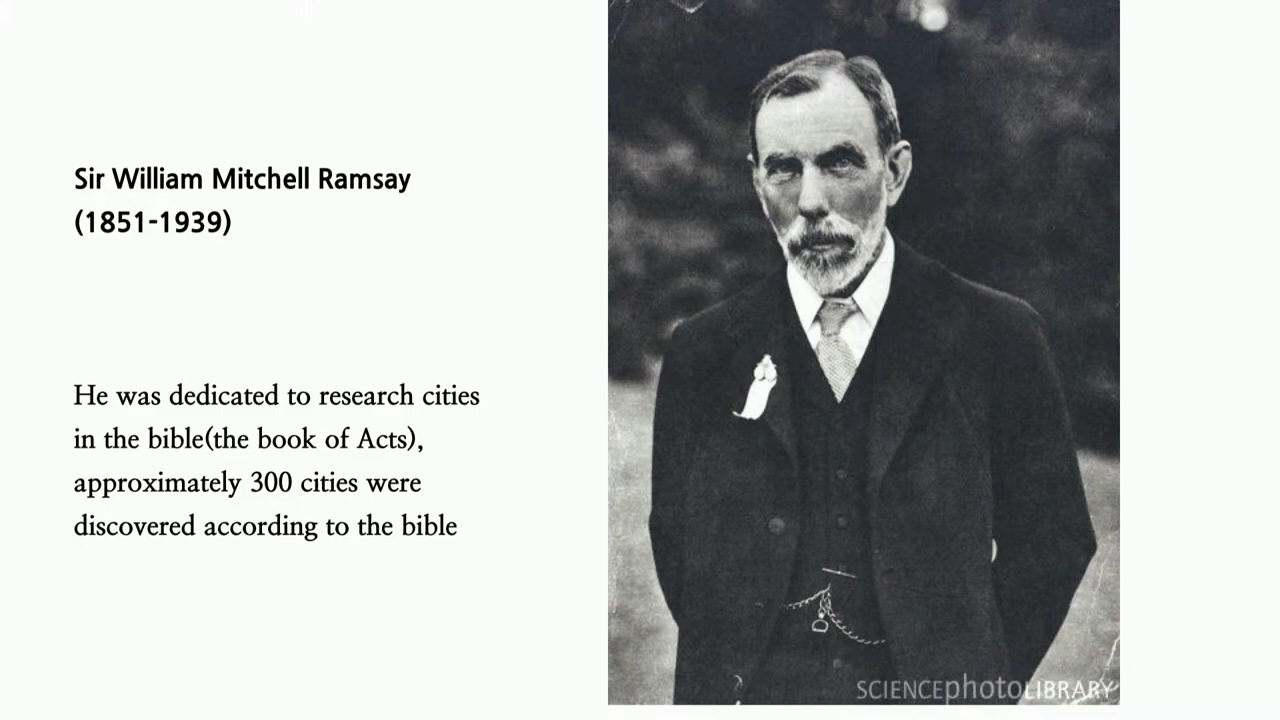 Sir William Mitchell Ramsay
(1851-1939)
He was dedicated to research cities
in the bible(the book of Acts),
approximately 300 cities were
discovered according to the bible
SCIENCEphotoLIBRARY